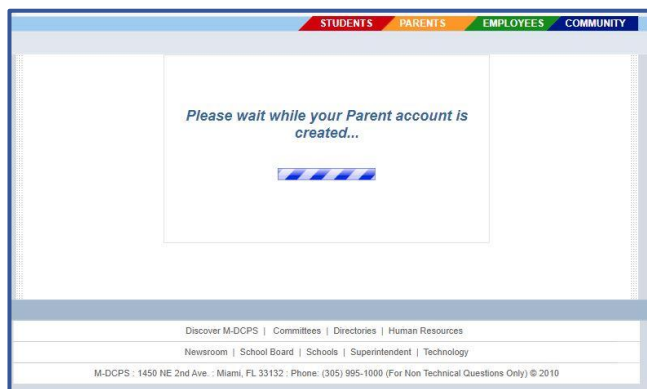 STUDENTS PARENTS EMPLOYEES COMMUNITY
Please wait while your Parent account is
created...
Discover M-DCPS | Committees | Directories | Human Resources
Newsroom | School Board | Schools | Superintendent | Technology
M-DCPS : 1450 NE 2nd Ave. : Miami, FL 33132 : Phone: (305) 995-1000 (For Non Technical Questions Only) © 2010